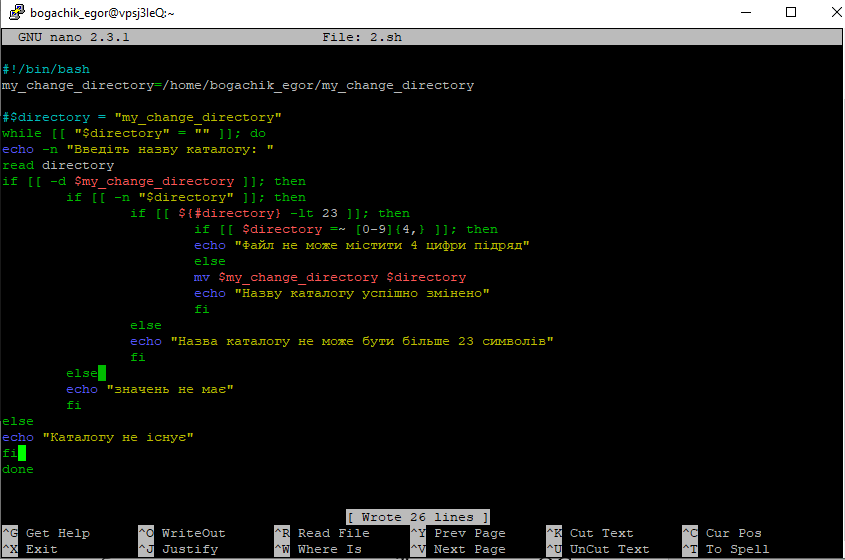 bogachik_egor@vpsj3leQ:~
GNU nano 2.3.1 File: 2.sh
#!/bin/bash
my_change_directory=/home/bogachik_egor/my_change_directory
#$directory = "my_change_directory"
while [[ "$directory" = "" ]]; do
echo -n "Введіть назву каталогу: "
read directory
if [[ -d $my_change_directory ]]; then
if [[ -n "$directory" ]]; then
if [[ ${#directory} -lt 23 ]]; then
if [[ $directory =~ [0-9]{4,} ]]; then
echo "Файл не може містити 4 цифри підряд"
else
mv $my_change_directory $directory
echo "Назву каталогу успішно змінено"
fi
else
echo "Назва каталогу не може бути більше 23 символів"
fi
else
echo "значень не має"
fi
else
echo "Каталогу не існує"
fi
done
[ Wrote 26 lines ]
^G Get Help ^O WriteOut ^R Read File ^Y Prev Page ^K Cut Text ^C Cur Pos
^X Exit ^J Justify ^W Where Is ^V Next Page ^U UnCut Text ^T To Spell